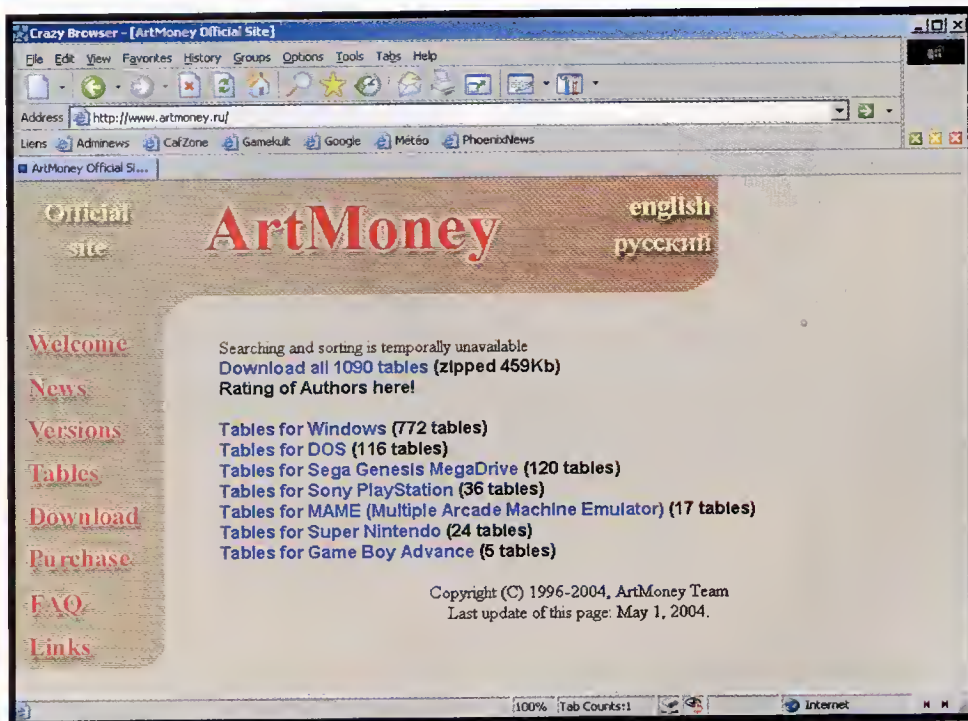 Crazy Browser - [ArtMoney Official Site]
File Edit View Favorites History Groups Options Tools Tabs Help
Address http://www.artmoney.ru/
Liens Adminews CafZone Gamekult Google Météo PhoenixNews
ArtMoney Official Si...
Official
site
ArtMoney
english
русский
Welcome
News
Versions
Tables
Download
Purchase
FAQ
Links
Searching and sorting is temporally unavailable
Download all 1090 tables (zipped 459Kb)
Rating of Authors here!
Tables for Windows (772 tables)
Tables for DOS (116 tables)
Tables for Sega Genesis MegaDrive (120 tables)
Tables for Sony PlayStation (36 tables)
Tables for MAME (Multiple Arcade Machine Emulator) (17 tables)
Tables for Super Nintendo (24 tables)
Tables for Game Boy Advance (5 tables)
Copyright (C) 1996-2004, ArtMoney Team
Last update of this page: May 1, 2004.
100% Tab Counts:1 Internet